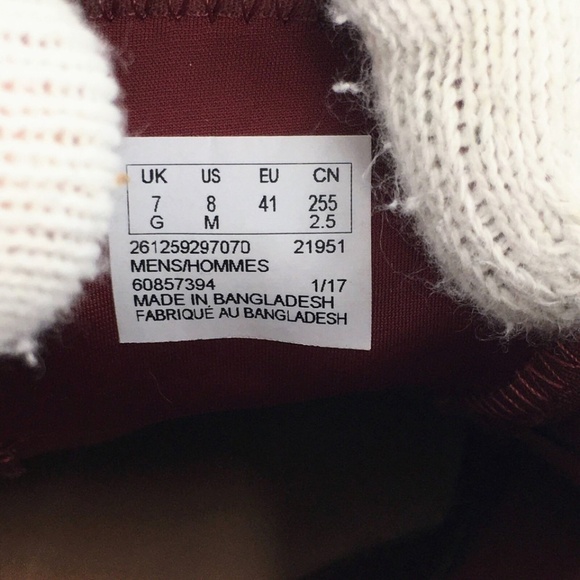 UK US EU CN
7 8 41 255
G M 2.5
261259297070 21951
MENS/HOMMES
60857394 1/17
MADE IN BANGLADESH
FABRIQUÉ AU BANGLADESH